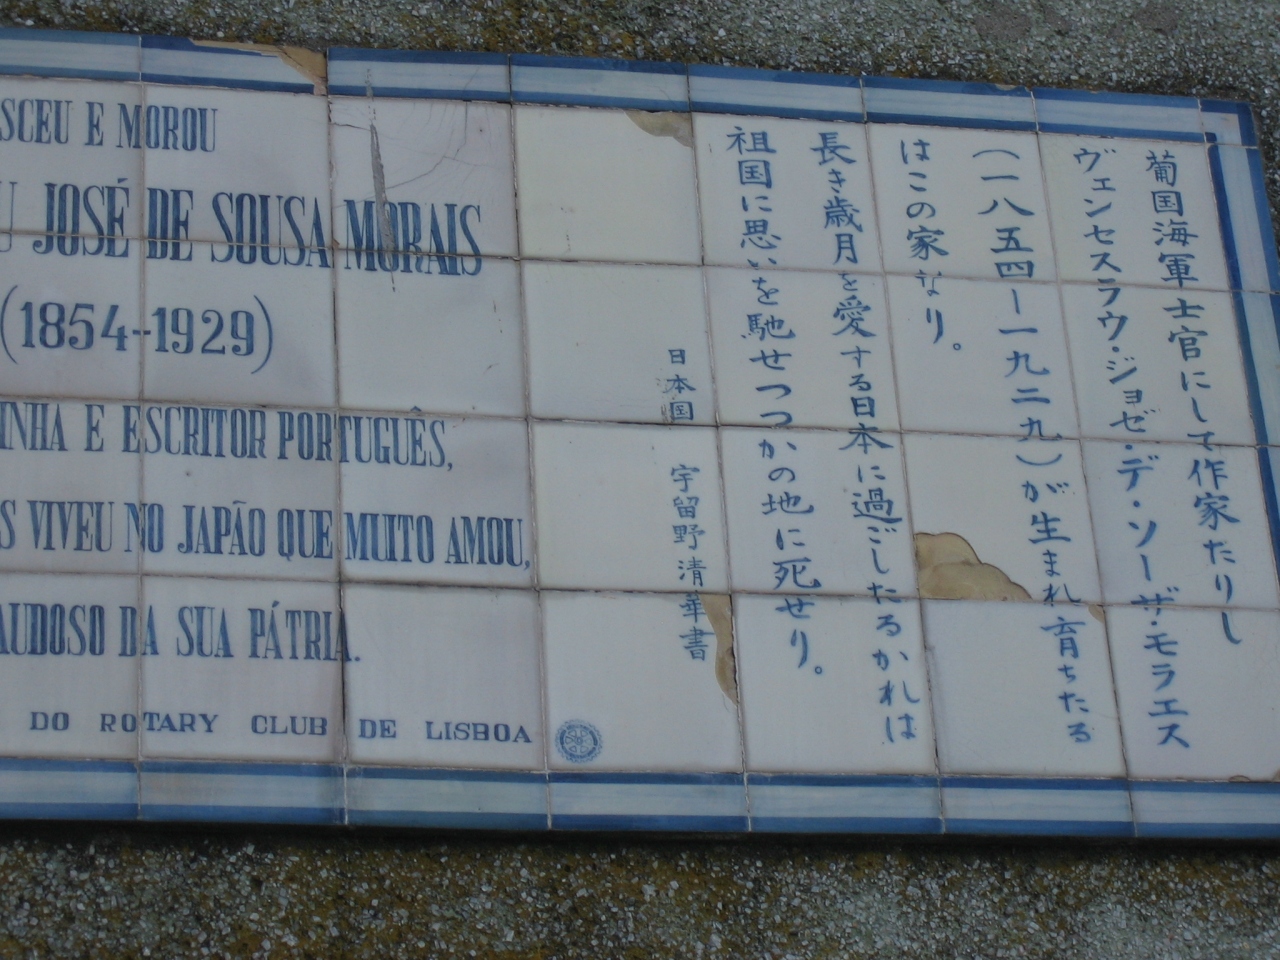 SCEU E MOROU
U JOSÉ DE SOUSA MORAIS
(1854-1929)
INHA E ESCRITOR PORTUGUÊS,
S VIVEU NO JAPÃO QUE MUITO AMOU,
AUDOSO DA SUA PÁTRIA.
DO ROTARY CLUB DE LISBOA
葡国海軍士官にして作家たりし
ヴェンセスラウ・ジョゼ・デ・ソーザ・モラエス
(一八五四ー一九二九)が生まれ育ちたる
はこの家なり。
長き歳月を愛する日本に過ごしたるかれは
祖国に思いを馳せつつかの地に死せり。
日本国 宇留野清華書